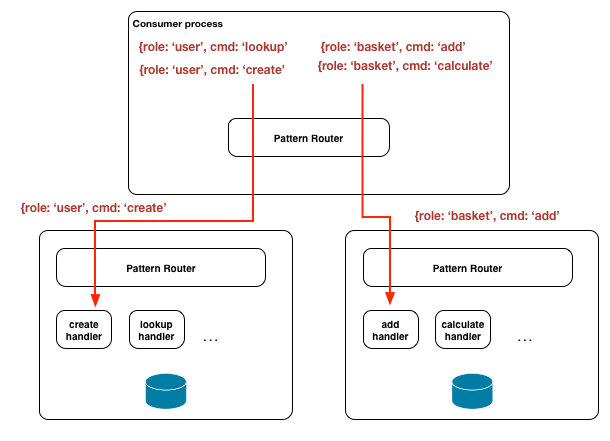 Consumer process
{role: ‘user’, cmd: ‘lookup’
{role: ‘basket’, cmd: ‘add’
{role: ‘user’, cmd: ‘create’
{role: ‘basket’, cmd: ‘calculate’
Pattern Router
{role: ‘user’, cmd: ‘create’
{role: ‘basket’, cmd: ‘add’
Pattern Router
Pattern Router
create
handler
lookup
handler
...
add
handler
calculate
handler
...